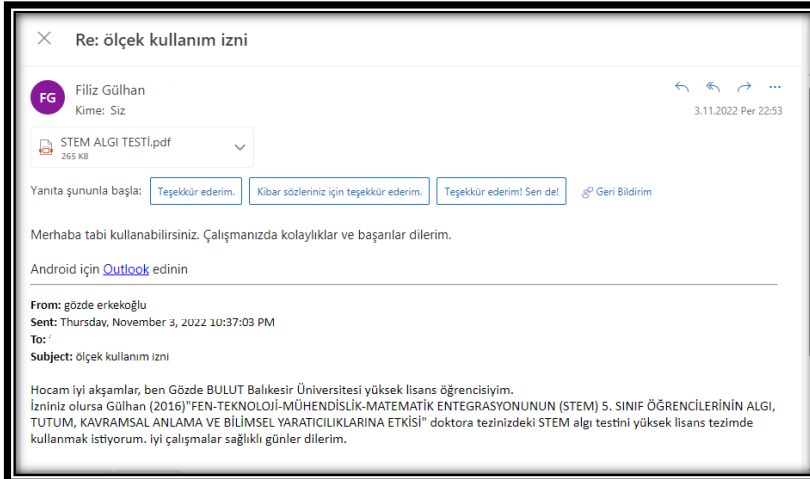 Re: ölçek kullanım izni
FG
Filiz Gülhan
Kime: Siz
3.11.2022 Per 22:53
STEM ALGI TESTİ.pdf
265 KB
Yanıta şununla başla: Teşekkür ederim. Kibar sözleriniz için teşekkür ederim. Teşekkür ederim! Sen de! Geri Bildirim
Merhaba tabi kullanabilirsiniz. Çalışmanızda kolaylıklar ve başarılar dilerim.
Android için Outlook edinin
From: gözde erkekoğlu
Sent: Thursday, November 3, 2022 10:37:03 PM
To:
Subject: ölçek kullanım izni
Hocam iyi akşamlar, ben Gözde BULUT Balıkesir Üniversitesi yüksek lisans öğrencisiyim.
İzniniz olursa Gülhan (2016)"FEN-TEKNOLOJİ-MÜHENDİSLİK-MATEMATİK ENTEGRASYONUNUN (STEM) 5. SINIF ÖĞRENCİLERİNİN ALGI,
TUTUM, KAVRAMSAL ANLAMA VE BİLİMSEL YARATICILIKLARINA ETKİSİ" doktora tezinizdeki STEM algı testini yüksek lisans tezimde
kullanmak istiyorum. iyi çalışmalar sağlıklı günler dilerim.